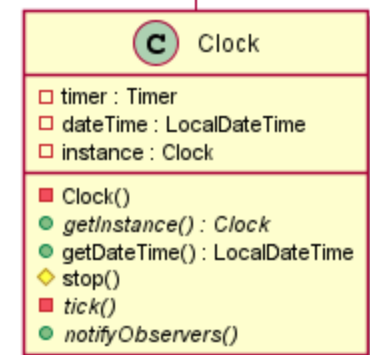 C Clock
timer : Timer
dateTime : LocalDateTime
instance : Clock
Clock()
getInstance() : Clock
getDateTime() : LocalDateTime
stop()
tick()
notifyObservers()